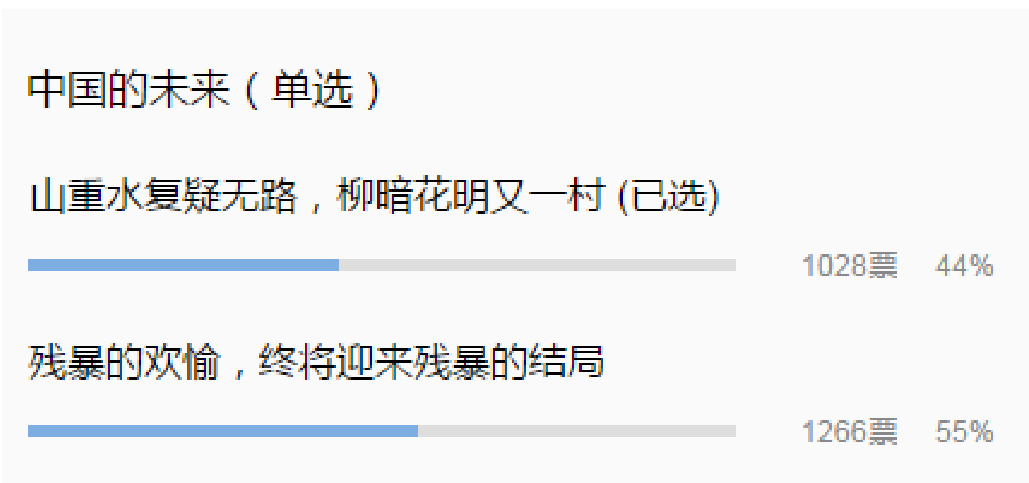 中国的未来（单选）
山重水复疑无路，柳暗花明又一村 (已选)
1028票 44%
残暴的欢愉，终将迎来残暴的结局
1266票 55%